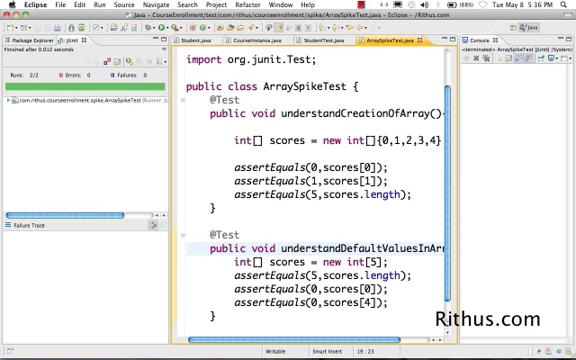 Eclipse File Edit Source Refactor Navigate Search Project Run Window Help
Tue May 8 5:36 PM
Java - CourseEnrollment/test/com/rithus/courseenrollment/spike/ArraySpikeTest.java - Eclipse - /Rithus
Java
Package Explorer JUnit
Finished after 0.012 seconds
Runs: 2/2 Errors: 0 Failures: 0
com.rithus.courseenrollment.spike.ArraySpikeTest [Runner:
Failure Trace
Student.java CourseInstance.java StudentTest.java ArraySpikeTest.java
import org.junit.Test;
public class ArraySpikeTest {
@Test
public void understandCreationOfArray()
int[] scores = new int[]{0,1,2,3,4}
assertEquals(0,scores[0]);
assertEquals(1,scores[1]);
assertEquals(5,scores.length);
}
@Test
public void understandDefaultValuesInArr
int[] scores = new int[5];
assertEquals(5,scores.length);
assertEquals(0,scores[0]);
assertEquals(0,scores[4]);
}
Console
<terminated> ArraySpikeTest [JUnit]
Rithus.com
Writable Smart Insert 19 : 23